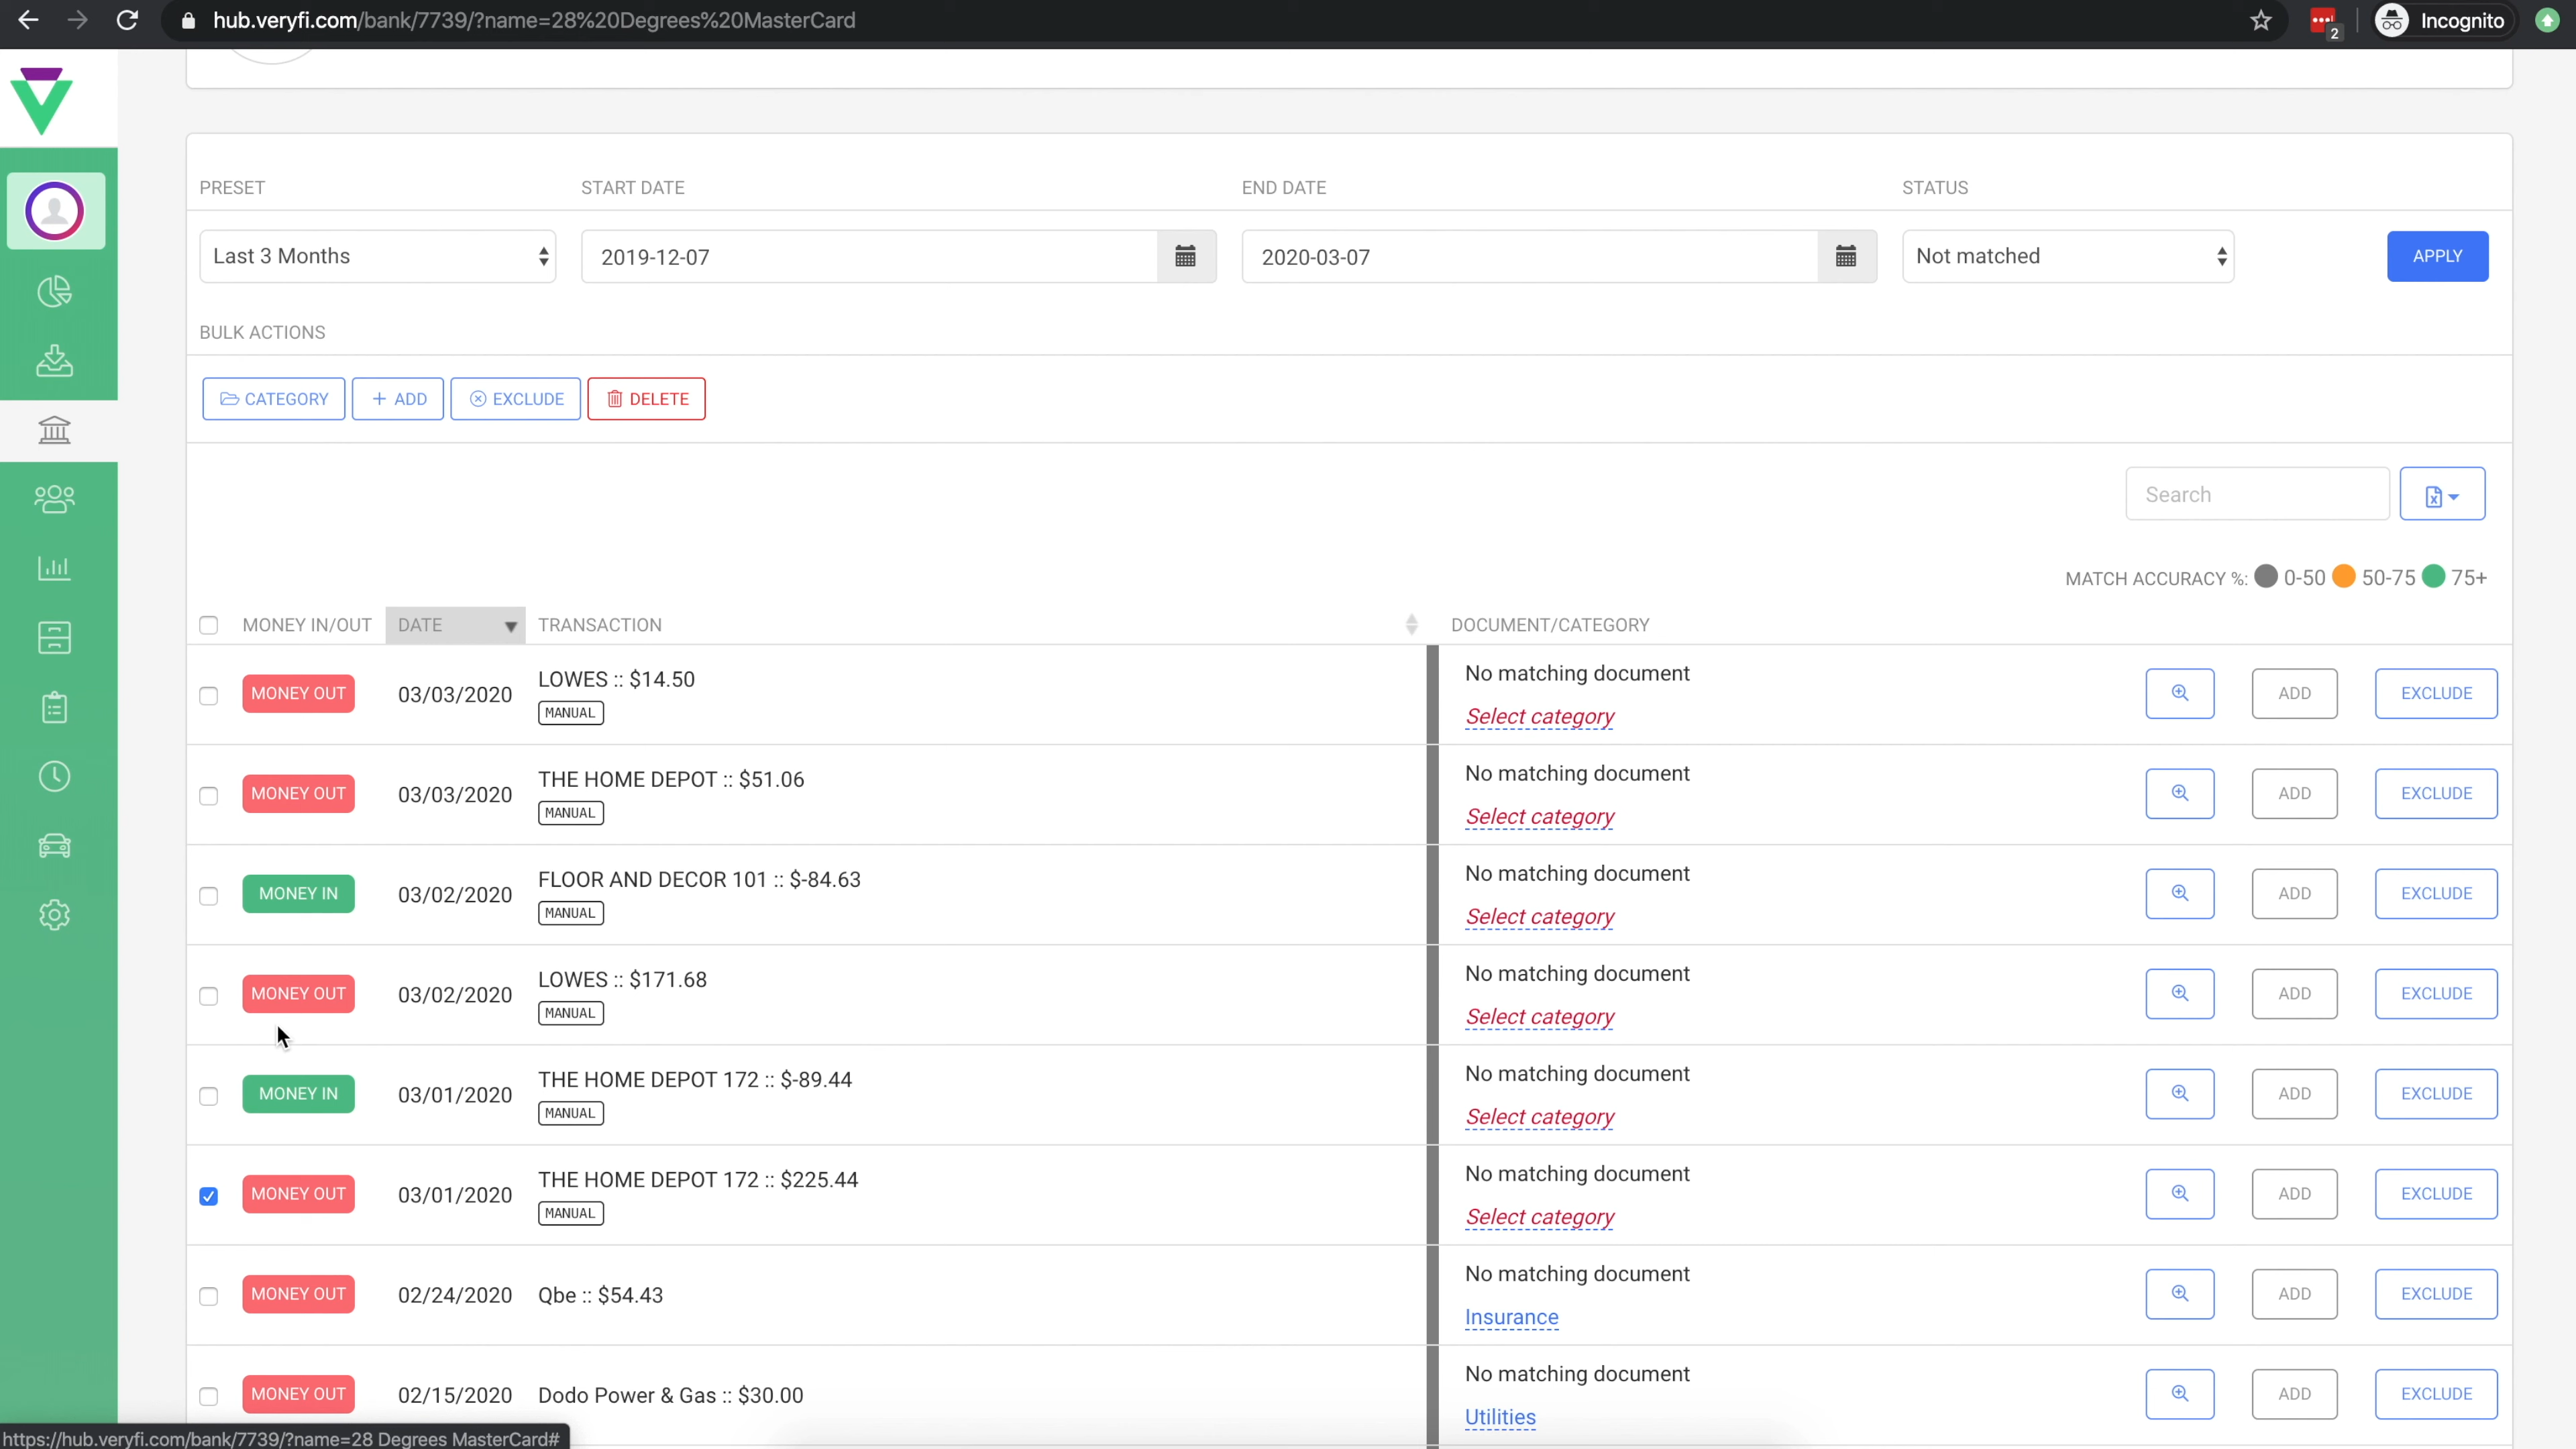 hub.veryfi.com/bank/7739/?name=28%20Degrees%20MasterCard
2
Incognito
PRESET START DATE END DATE STATUS
Last 3 Months 2019-12-07 2020-03-07 Not matched APPLY
BULK ACTIONS
CATEGORY + ADD EXCLUDE DELETE
Search
MATCH ACCURACY %: 0-50 50-75 75+
MONEY IN/OUT DATE TRANSACTION DOCUMENT/CATEGORY
MONEY OUT 03/03/2020 LOWES :: $14.50 No matching document ADD EXCLUDE
MANUAL Select category
MONEY OUT 03/03/2020 THE HOME DEPOT :: $51.06 No matching document ADD EXCLUDE
MANUAL Select category
MONEY IN 03/02/2020 FLOOR AND DECOR 101 :: $-84.63 No matching document ADD EXCLUDE
MANUAL Select category
MONEY OUT 03/02/2020 LOWES :: $171.68 No matching document ADD EXCLUDE
MANUAL Select category
MONEY IN 03/01/2020 THE HOME DEPOT 172 :: $-89.44 No matching document ADD EXCLUDE
MANUAL Select category
MONEY OUT 03/01/2020 THE HOME DEPOT 172 :: $225.44 No matching document ADD EXCLUDE
MANUAL Select category
MONEY OUT 02/24/2020 Qbe :: $54.43 No matching document ADD EXCLUDE
Insurance
MONEY OUT 02/15/2020 Dodo Power & Gas :: $30.00 No matching document ADD EXCLUDE
Utilities
https://hub.veryfi.com/bank/7739/?name=28 Degrees MasterCard#